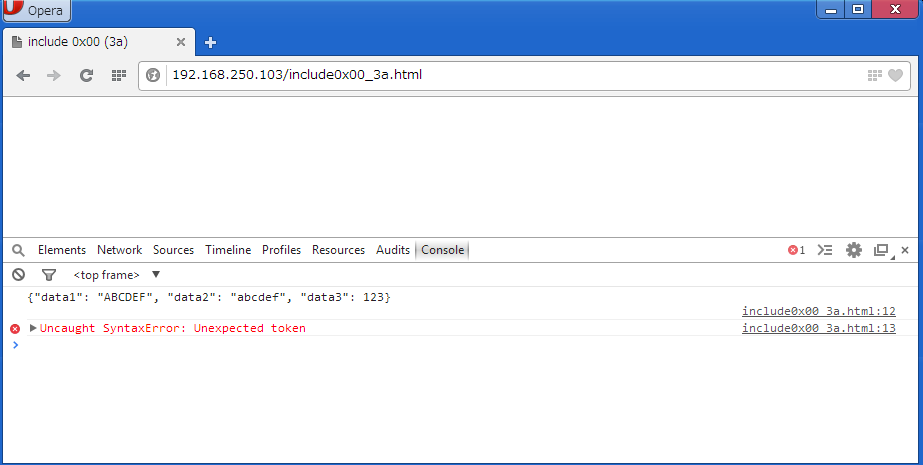 Opera
include 0x00 (3a)
192.168.250.103/include0x00_3a.html
Elements Network Sources Timeline Profiles Resources Audits Console 1
<top frame>
{"data1": "ABCDEF", "data2": "abcdef", "data3": 123}
include0x00_3a.html:12
Uncaught SyntaxError: Unexpected token include0x00_3a.html:13